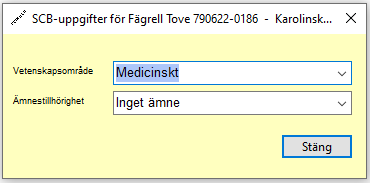 SCB-uppgifter för Fägrell Tove 790622-0186 - Karolinsk...
Vetenskapsområde
Medicinskt
Ämnestillhörighet
Inget ämne
Stäng